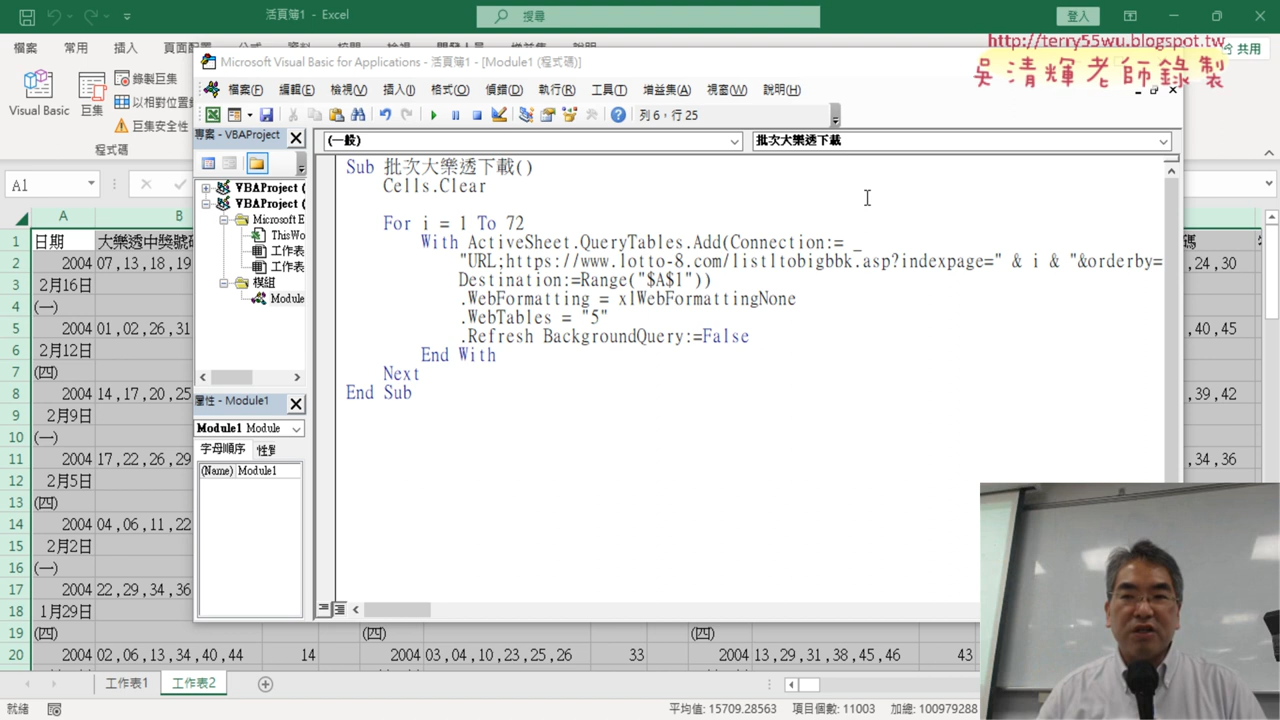 活頁簿1 - Excel
搜尋
登入
檔案 常用 插入 頁面配置
共用
http://terry55wu.blogspot.tw
吳清輝老師錄製
Visual Basic
巨集
錄製巨集
以相對位置
巨集安全性
程式碼
Microsoft Visual Basic for Applications - 活頁簿1 - [Module1 (程式碼)]
檔案(F) 編輯(E) 檢視(V) 插入(I) 格式(O) 偵錯(D) 執行(R) 工具(T) 增益集(A) 視窗(W) 說明(H)
列 6，行 25
專案 - VBAProject
(一般)
批次大樂透下載
VBAProject (
VBAProject (
Microsoft E
ThisWo
工作表
工作表
模組
Module
屬性 - Module1
Module1 Module
字母順序
(Name) Module1
Sub 批次大樂透下載()
Cells.Clear
For i = 1 To 72
With ActiveSheet.QueryTables.Add(Connection:= _
"URL;https://www.lotto-8.com/listltobigbbk.asp?indexpage=" & i & "&orderby=
Destination:=Range("$A$1"))
.WebFormatting = xlWebFormattingNone
.WebTables = "5"
.Refresh BackgroundQuery:=False
End With
Next
End Sub
A1
A B
1 日期 大樂透中獎號碼
2 2004 07,13,18,19 ,24,30
3 2月16日
4 (一)
5 2004 01,02,26,31 ,40,45
6 2月12日
7 (四)
8 2004 14,17,20,25 ,39,42
9 2月9日
10 (一)
11 2004 17,22,26,29 ,34,36
12 2月5日
13 (四)
14 2004 04,06,11,22
15 2月2日
16 (一)
17 2004 22,29,34,36
18 1月29日
19 (四) (四) (四)
20 2004 02,06,13,34,40,44 14 2004 03,04,10,23,25,26 33 2004 13,29,31,38,45,46 43
工作表1 工作表2
就緒
平均值: 15709.28563 項目個數: 11003 加總: 100979288